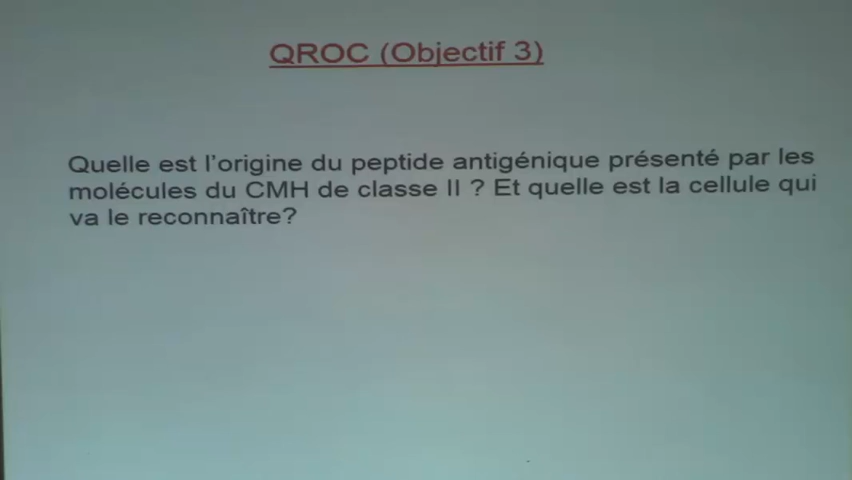 QROC (Objectif 3)
Quelle est l'origine du peptide antigénique présenté par les
molécules du CMH de classe II ? Et quelle est la cellule qui
va le reconnaître?